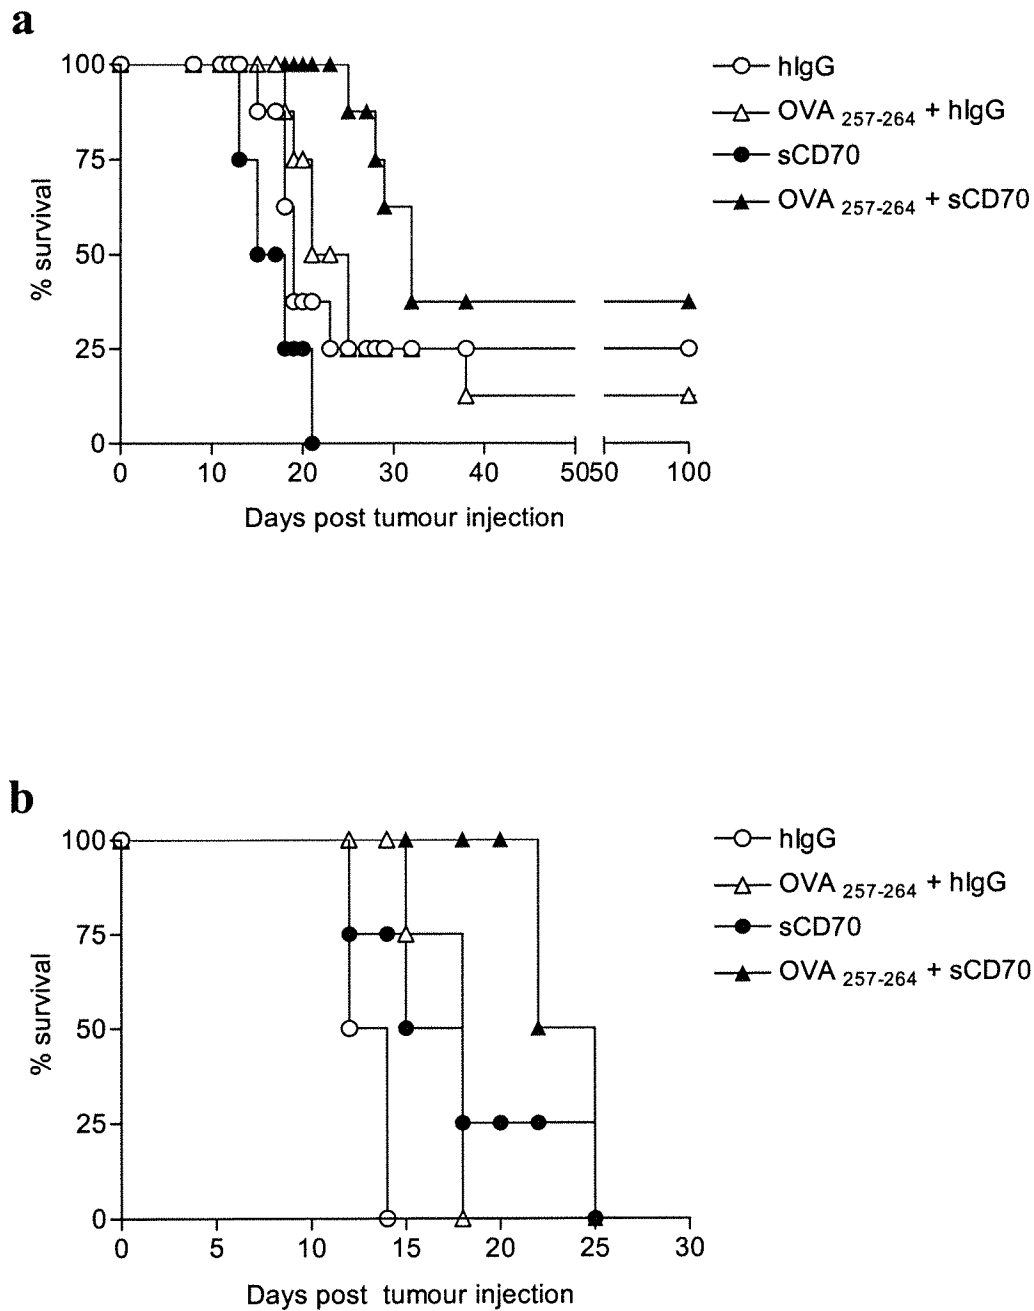 a
100
75
50
25
0
% survival
0 10 20 30 40 50 50 100
Days post tumour injection
hIgG
OVA 257-264 + hIgG
sCD70
OVA 257-264 + sCD70
b
100
75
50
25
0
% survival
0 5 10 15 20 25 30
Days post tumour injection
hIgG
OVA 257-264 + hIgG
sCD70
OVA 257-264 + sCD70